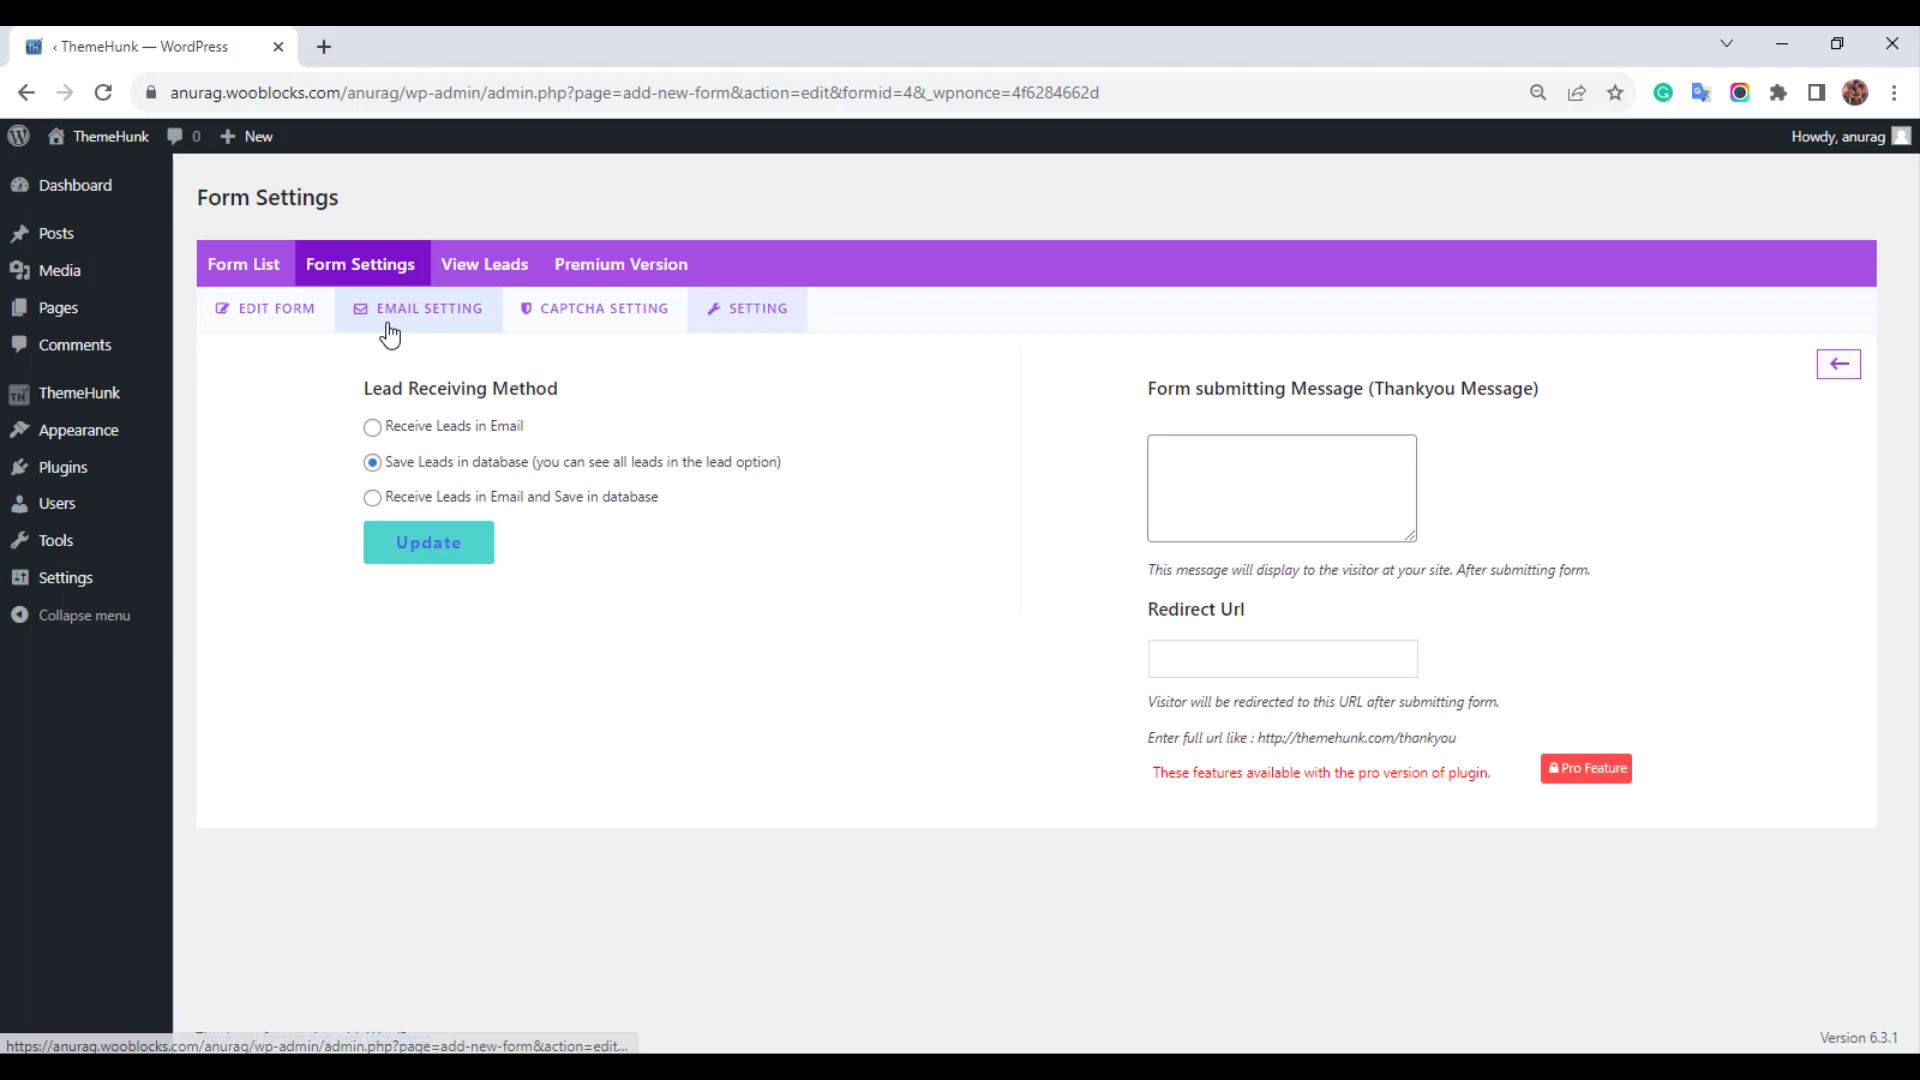 ‹ ThemeHunk — WordPress
anurag.wooblocks.com/anurag/wp-admin/admin.php?page=add-new-form&action=edit&formid=4&_wpnonce=4f6284662d
ThemeHunk
0
New
Howdy, anurag
Dashboard
Posts
Media
Pages
Comments
ThemeHunk
Appearance
Plugins
Users
Tools
Settings
Collapse menu
Form Settings
Form List
Form Settings
View Leads
Premium Version
EDIT FORM
EMAIL SETTING
CAPTCHA SETTING
SETTING
Lead Receiving Method
Receive Leads in Email
Save Leads in database (you can see all leads in the lead option)
Receive Leads in Email and Save in database
Update
Form submitting Message (Thankyou Message)
This message will display to the visitor at your site. After submitting form.
Redirect Url
Visitor will be redirected to this URL after submitting form.
Enter full url like : http://themehunk.com/thankyou
These features available with the pro version of plugin.
Pro Feature
Version 6.3.1
https://anurag.wooblocks.com/anurag/wp-admin/admin.php?page=add-new-form&action=edit...